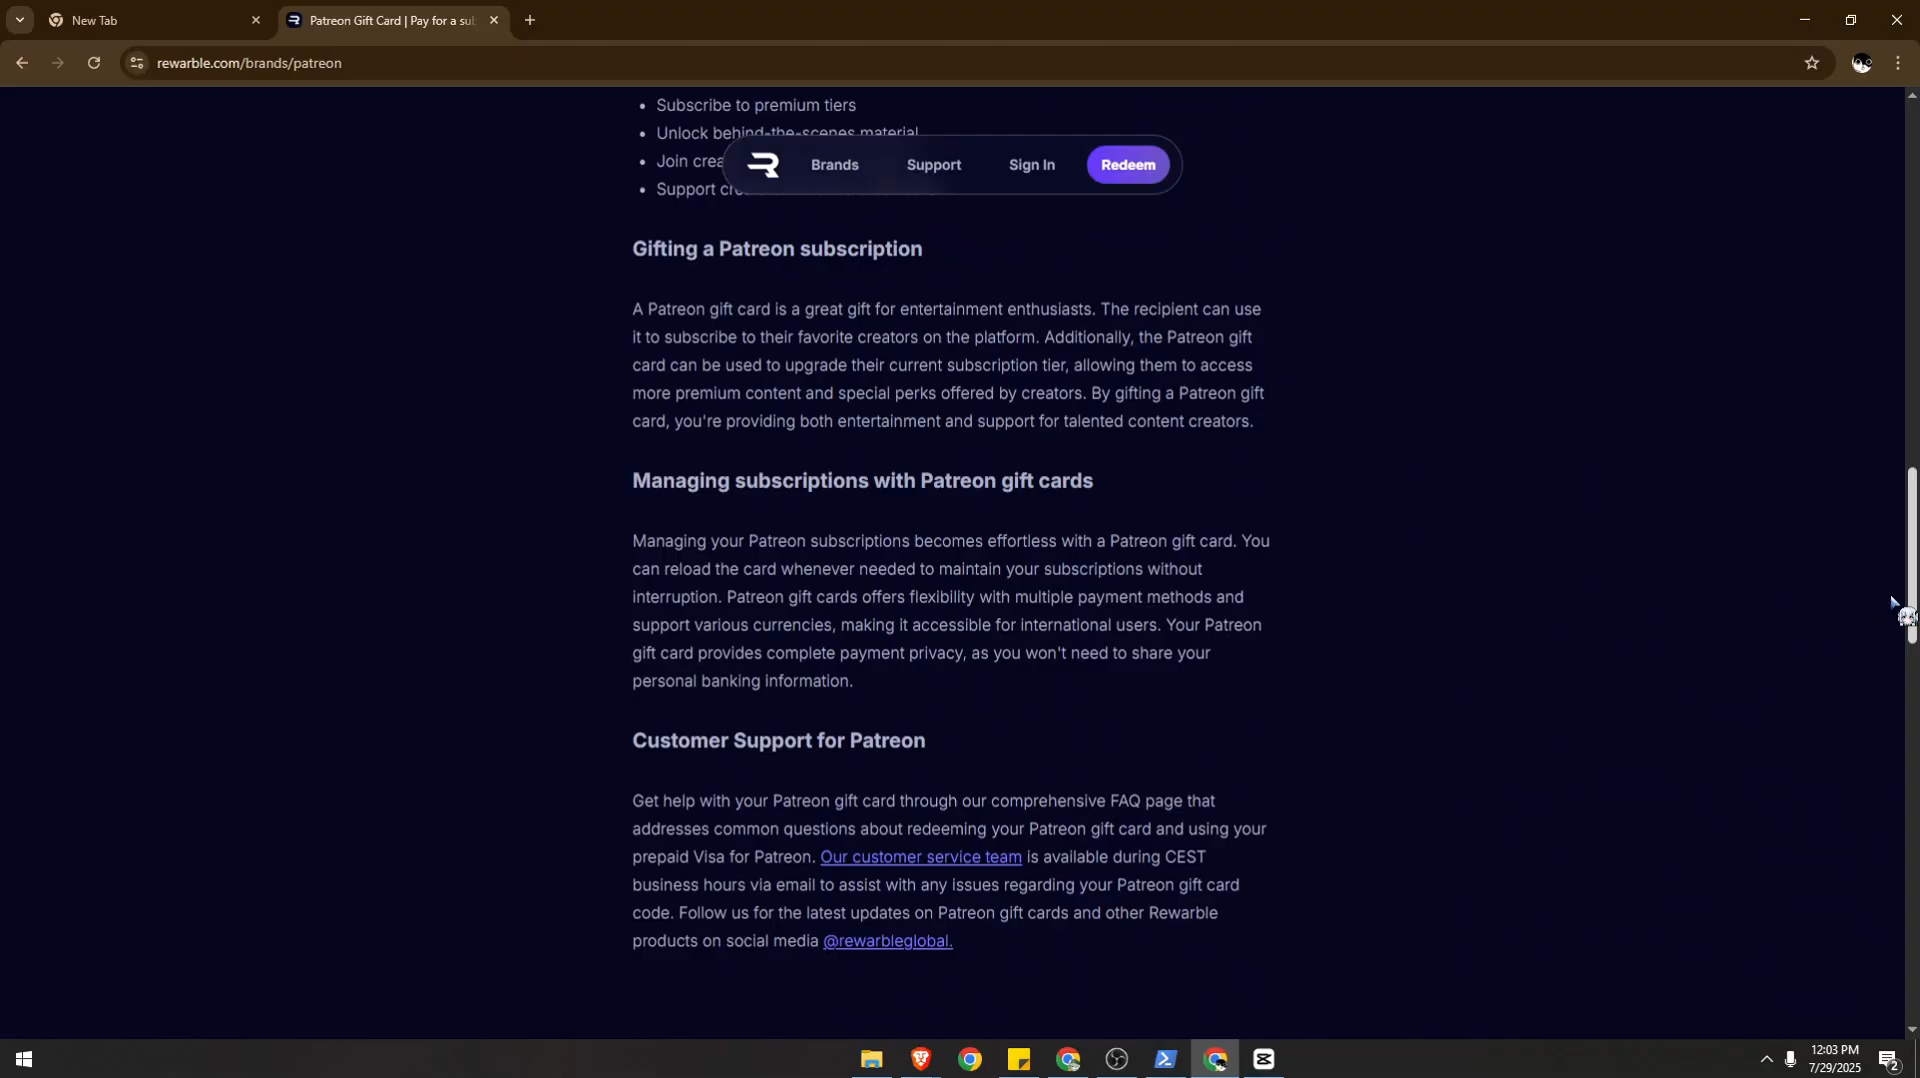 New Tab
Patreon Gift Card | Pay for a sub
rewarble.com/brands/patreon
• Subscribe to premium tiers
• Unlock behind-the-scenes material
• Join
• Support
Brands
Support
Sign In
Redeem
Gifting a Patreon subscription
A Patreon gift card is a great gift for entertainment enthusiasts. The recipient can use
it to subscribe to their favorite creators on the platform. Additionally, the Patreon gift
card can be used to upgrade their current subscription tier, allowing them to access
more premium content and special perks offered by creators. By gifting a Patreon gift
card, you're providing both entertainment and support for talented content creators.
Managing subscriptions with Patreon gift cards
Managing your Patreon subscriptions becomes effortless with a Patreon gift card. You
can reload the card whenever needed to maintain your subscriptions without
interruption. Patreon gift cards offers flexibility with multiple payment methods and
support various currencies, making it accessible for international users. Your Patreon
gift card provides complete payment privacy, as you won't need to share your
personal banking information.
Customer Support for Patreon
Get help with your Patreon gift card through our comprehensive FAQ page that
addresses common questions about redeeming your Patreon gift card and using your
prepaid Visa for Patreon. Our customer service team is available during CEST
business hours via email to assist with any issues regarding your Patreon gift card
code. Follow us for the latest updates on Patreon gift cards and other Rewarble
products on social media @rewarbleglobal.
12:03 PM
7/29/2025
2